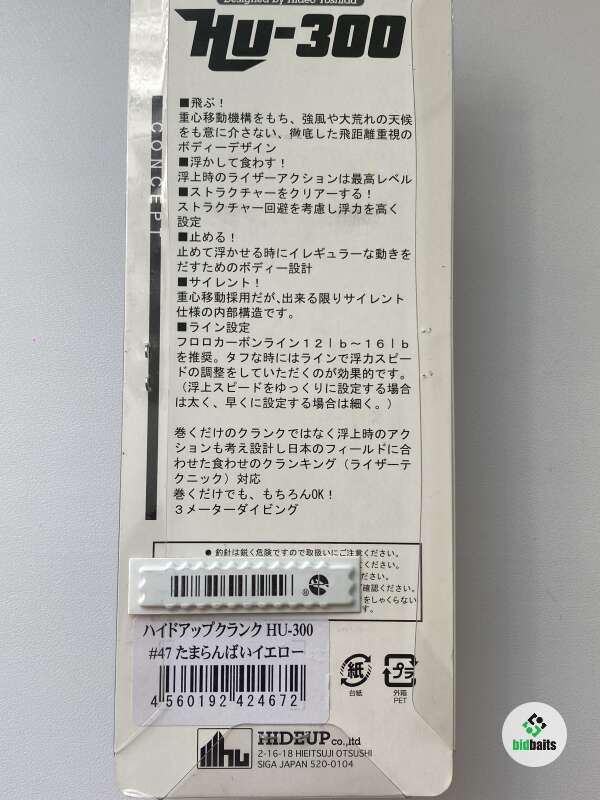 Designed by Hideo Yoshida
HU-300
CONCEPT
■飛ぶ！
重心移動機構をもち、強風や大荒れの天候
をも意に介さない、徹底した飛距離重視の
ボディーデザイン
■浮かして食わす！
浮上時のライザーアクションは最高レベル
■ストラクチャーをクリアーする！
ストラクチャー回避を考慮し浮力を高く
設定
■止める！
止めて浮かせる時にイレギュラーな動きを
だすためのボディー設計
■サイレント！
重心移動採用だが、出来る限りサイレント
仕様の内部構造です。
■ライン設定
フロロカーボンライン１２ｌｂ～１６ｌｂ
を推奨。タフな時にはラインで浮力スピー
ドの調整をしていただくのが効果的です。
（浮上スピードをゆっくりに設定する場合
は太く、早くに設定する場合は細く。）
巻くだけのクランクではなく浮上時のアク
ションも考え設計し日本のフィールドに合
わせた食わせのクランキング（ライザーテ
クニック）対応
巻くだけでも、もちろんOK！
３メーターダイビング
● 釣針は鋭く危険ですので取扱いにご注意ください。
ください。
ださい。
ご確認ください。
をしゃくらない
す。
®
ハイドアップクランク HU-300
#47 たまらんばいイエロー
4 560192 424672
紙
台紙
プラ
外箱
PET
HIDEUP co.,ltd
2-16-18 HIEITSUJI OTSUSHI
SIGA JAPAN 520-0104
bidbaits